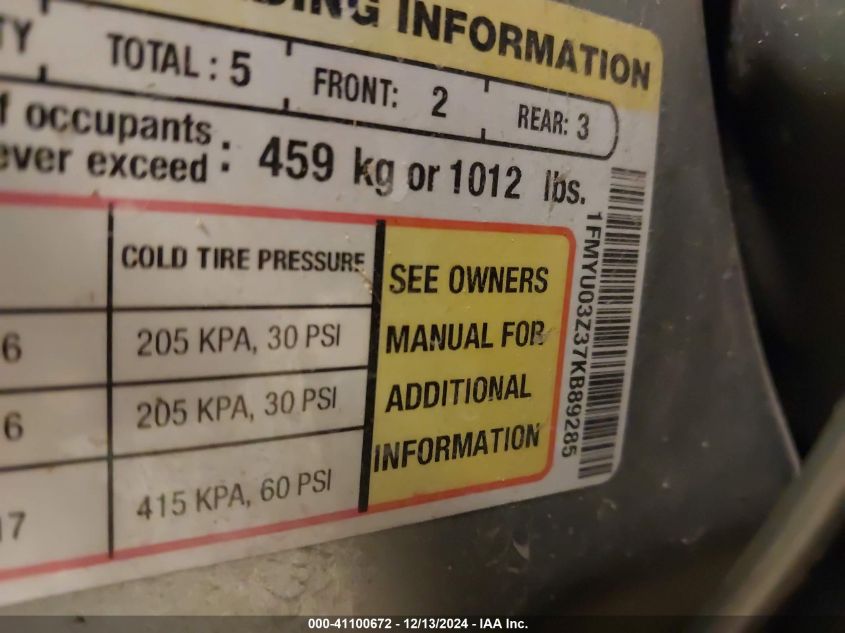 DING INFORMATION
TY TOTAL: 5 FRONT: 2 REAR: 3
f occupants
ever exceed: 459 kg or 1012 lbs.
COLD TIRE PRESSURE
6 205 KPA, 30 PSI
6 205 KPA, 30 PSI
17 415 KPA, 60 PSI
SEE OWNERS
MANUAL FOR
ADDITIONAL
INFORMATION
1FMYU03Z37KB89285
000-41100672 - 12/13/2024 - IAA Inc.